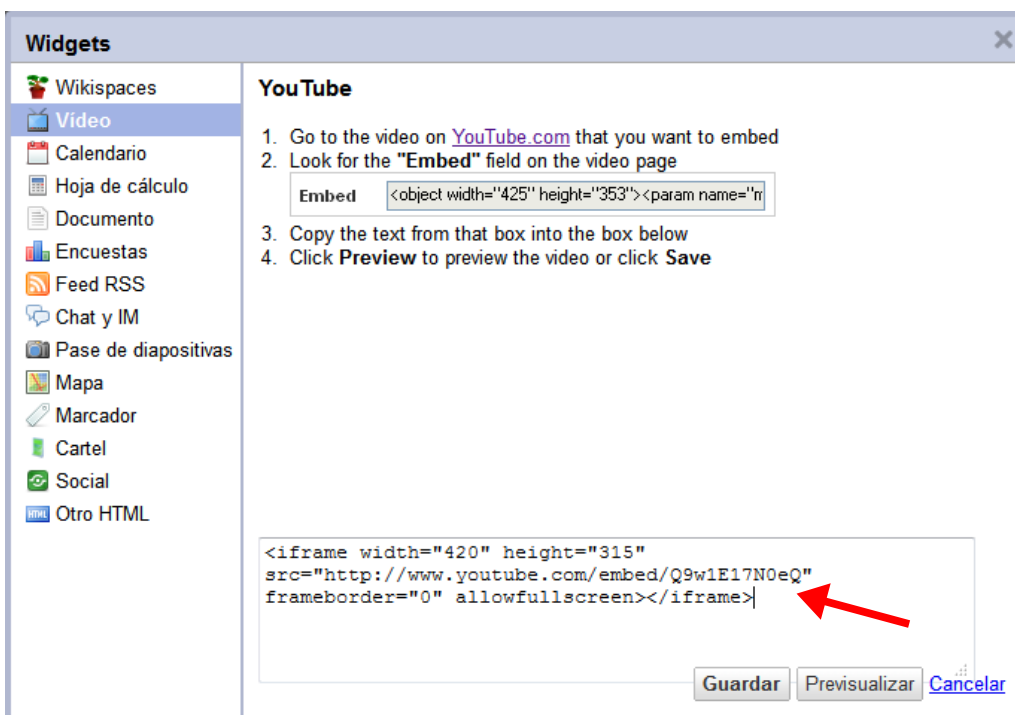 Widgets
Wikispaces
Vídeo
Calendario
Hoja de cálculo
Documento
Encuestas
Feed RSS
Chat y IM
Pase de diapositivas
Mapa
Marcador
Cartel
Social
HTML Otro HTML
YouTube
1. Go to the video on YouTube.com that you want to embed
2. Look for the "Embed" field on the video page
Embed <object width="425" height="353"><param name="m
3. Copy the text from that box into the box below
4. Click Preview to preview the video or click Save
<iframe width="420" height="315"
src="http://www.youtube.com/embed/Q9w1E17N0eQ"
frameborder="0" allowfullscreen></iframe>
Guardar Previsualizar Cancelar